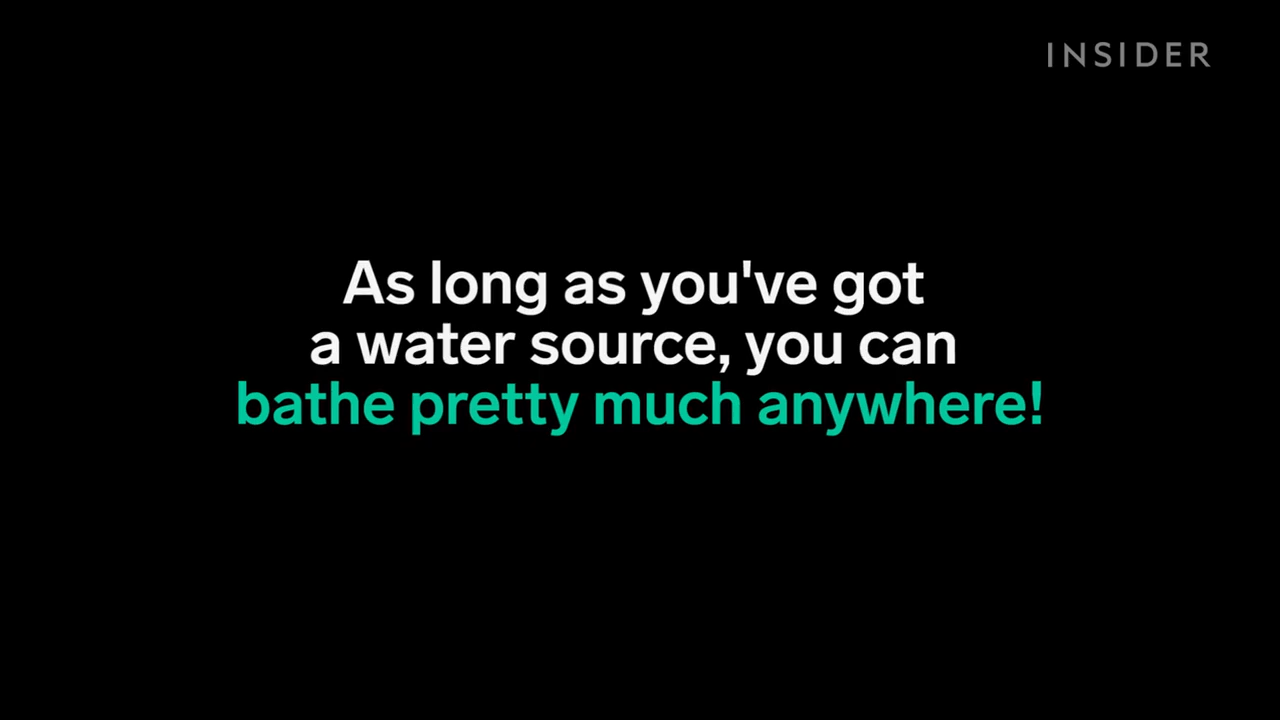 INSIDER
As long as you've got
a water source, you can
bathe pretty much anywhere!